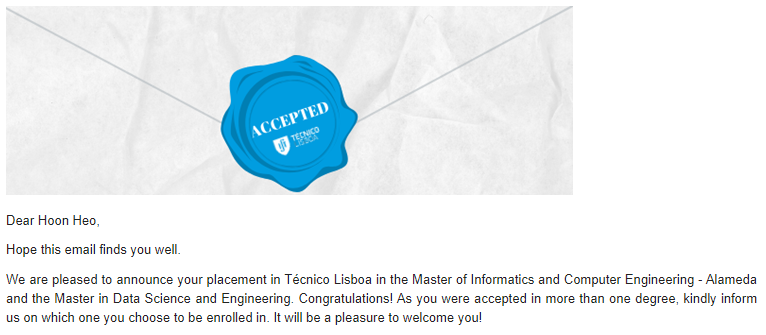 ACCEPTED
TÉCNICO
LISBOA
Dear Hoon Heo,
Hope this email finds you well.
We are pleased to announce your placement in Técnico Lisboa in the Master of Informatics and Computer Engineering - Alameda
and the Master in Data Science and Engineering. Congratulations! As you were accepted in more than one degree, kindly inform
us on which one you choose to be enrolled in. It will be a pleasure to welcome you!